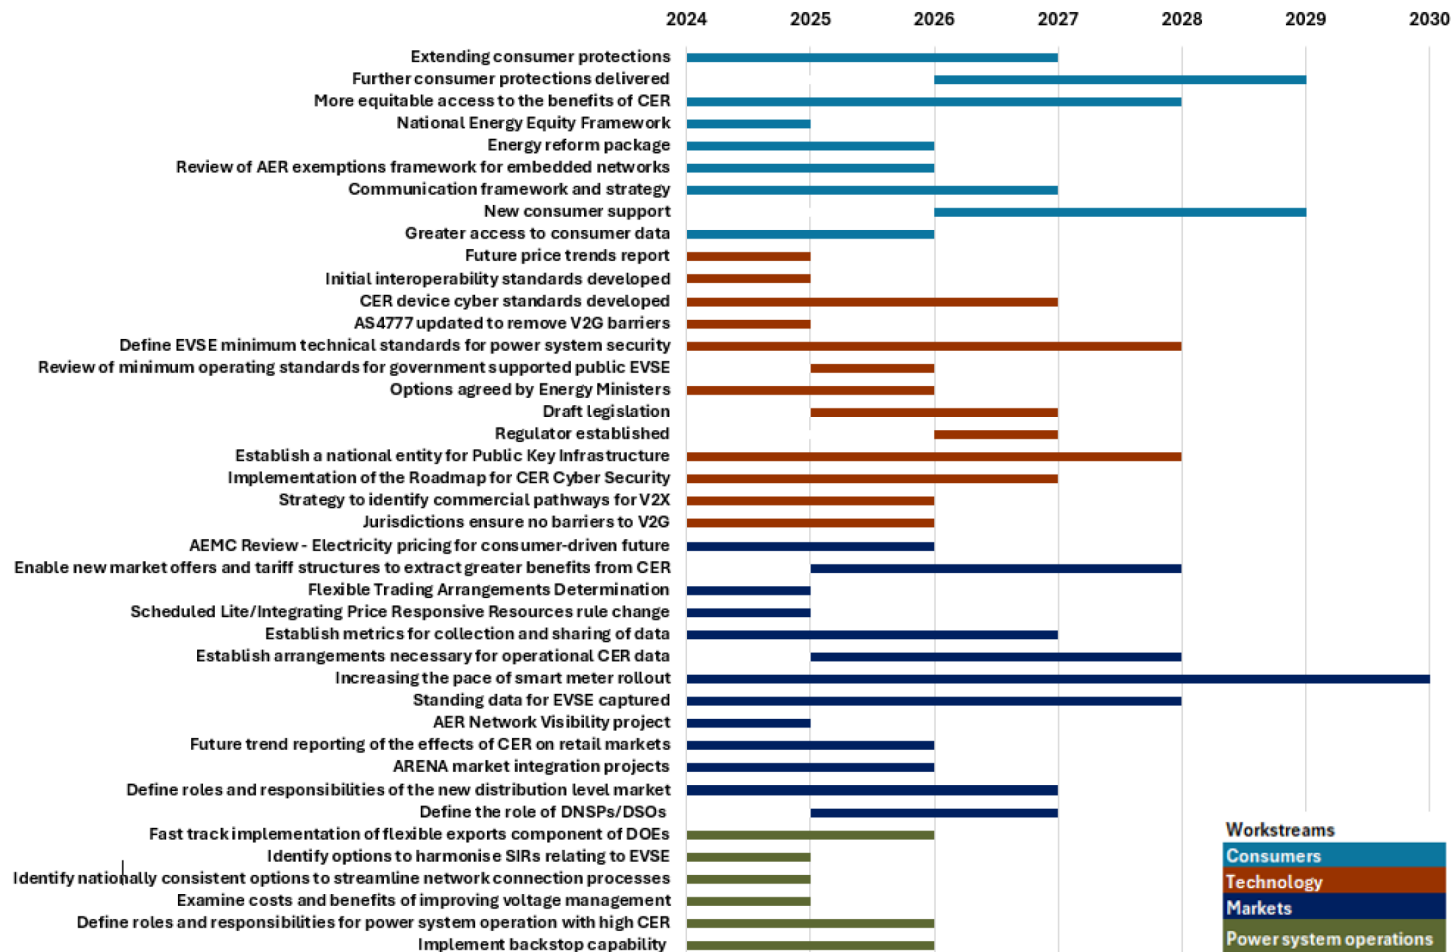 2024 2025 2026 2027 2028 2029 2030
Extending consumer protections
Further consumer protections delivered
More equitable access to the benefits of CER
National Energy Equity Framework
Energy reform package
Review of AER exemptions framework for embedded networks
Communication framework and strategy
New consumer support
Greater access to consumer data
Future price trends report
Initial interoperability standards developed
CER device cyber standards developed
AS4777 updated to remove V2G barriers
Define EVSE minimum technical standards for power system security
Review of minimum operating standards for government supported public EVSE
Options agreed by Energy Ministers
Draft legislation
Regulator established
Establish a national entity for Public Key Infrastructure
Implementation of the Roadmap for CER Cyber Security
Strategy to identify commercial pathways for V2X
Jurisdictions ensure no barriers to V2G
AEMC Review - Electricity pricing for consumer-driven future
Enable new market offers and tariff structures to extract greater benefits from CER
Flexible Trading Arrangements Determination
Scheduled Lite/Integrating Price Responsive Resources rule change
Establish metrics for collection and sharing of data
Establish arrangements necessary for operational CER data
Increasing the pace of smart meter rollout
Standing data for EVSE captured
AER Network Visibility project
Future trend reporting of the effects of CER on retail markets
ARENA market integration projects
Define roles and responsibilities of the new distribution level market
Define the role of DNSPs/DSOs
Fast track implementation of flexible exports component of DOEs
Identify options to harmonise SIRs relating to EVSE
Identify nationally consistent options to streamline network connection processes
Examine costs and benefits of improving voltage management
Define roles and responsibilities for power system operation with high CER
Implement backstop capability
Workstreams
Consumers
Technology
Markets
Power system operations